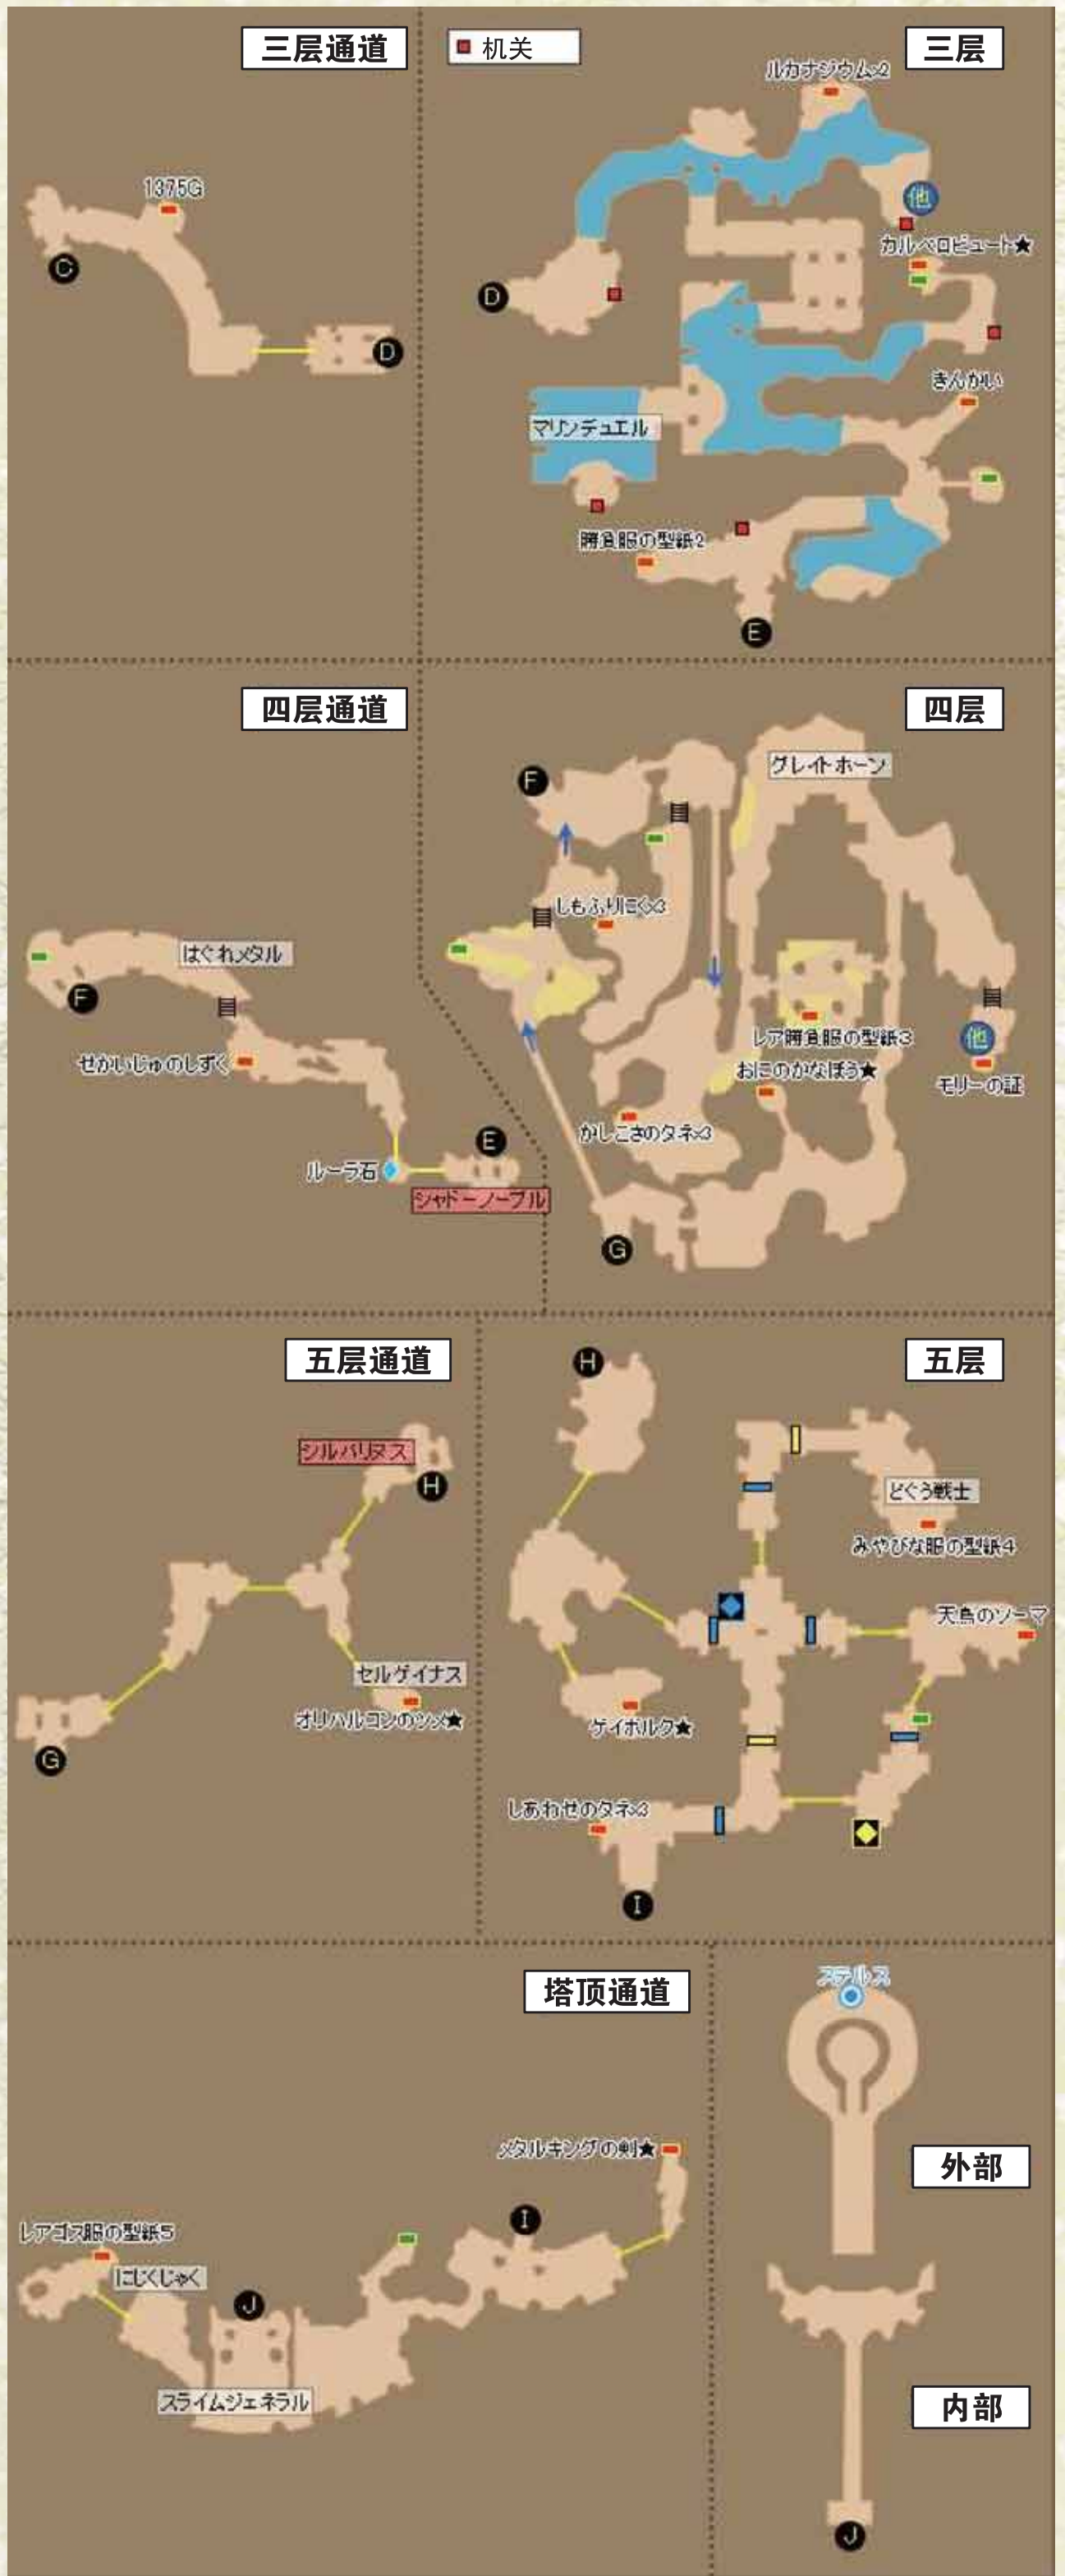 三层通道
机关
三层
ルカナジウム×2
1375G
他
カルベロビュート★
C
D
D
きんかい
マリンデュエル
勝負服の型紙2
E
四层通道
四层
グレイトホーン
F
しもふりにく×3
はぐれメタル
F
レア勝負服の型紙3
他
せかいじゅのしずく
おにのかなぼう★
モリーの証
かしこさのタネ×3
E
ルーラ石
シャドーノーブル
G
五层通道
五层
H
シルバリヌス
H
どぐう戦士
みやびな服の型紙4
天鳥のソーマ
セルゲイナス
オリハルコンのツメ★
ゲイボルグ★
G
しあわせのタネ×3
I
塔顶通道
ステルス
メタルキングの剣★
外部
I
レアゴス服の型紙5
にじくじゃく
J
スライムジェネラル
内部
J